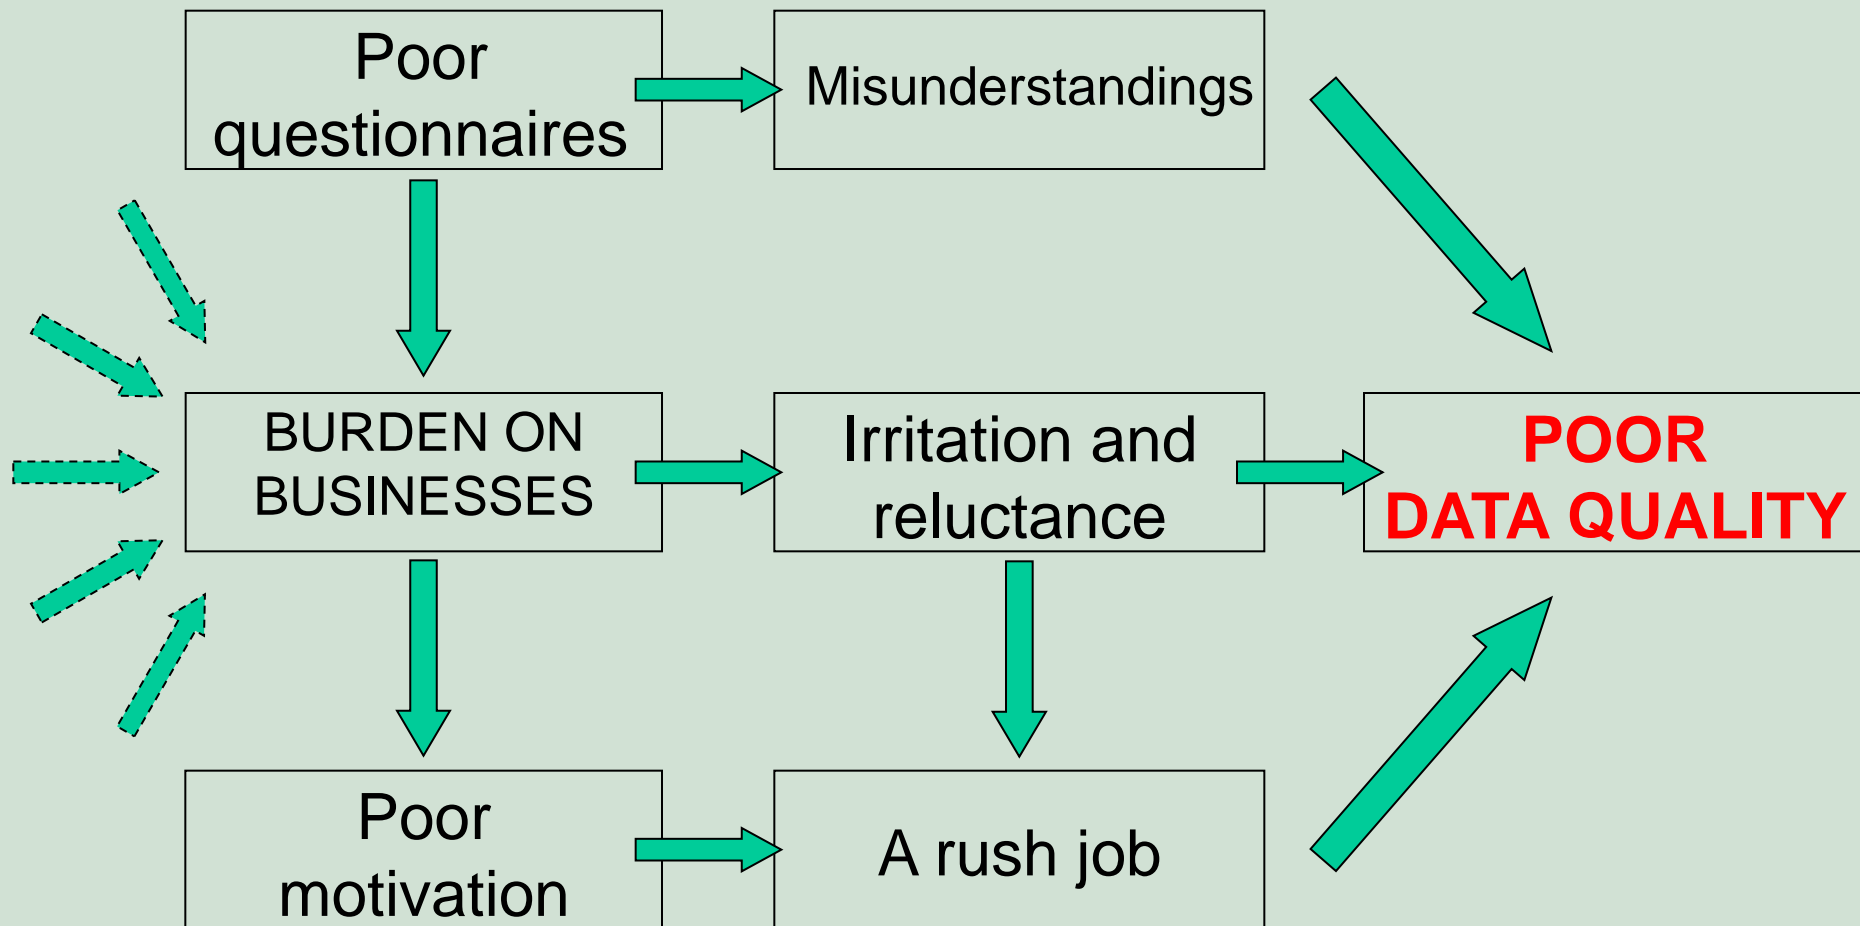 Poor
questionnaires
Misunderstandings
BURDEN ON
BUSINESSES
Irritation and
reluctance
POOR
DATA QUALITY
Poor
motivation
A rush job